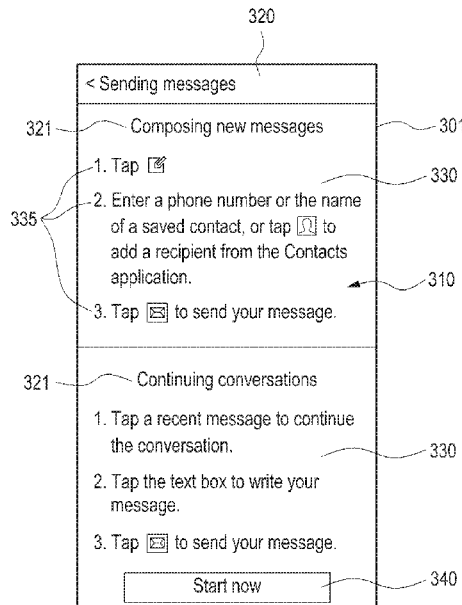 320
< Sending messages
321
Composing new messages
301
1. Tap
330
2. Enter a phone number or the name
335
of a saved contact, or tap to
add a recipient from the Contacts
application.
310
3. Tap to send your message.
321
Continuing conversations
1. Tap a recent message to continue
the conversation.
330
2. Tap the text box to write your
message.
3. Tap to send your message.
Start now
340